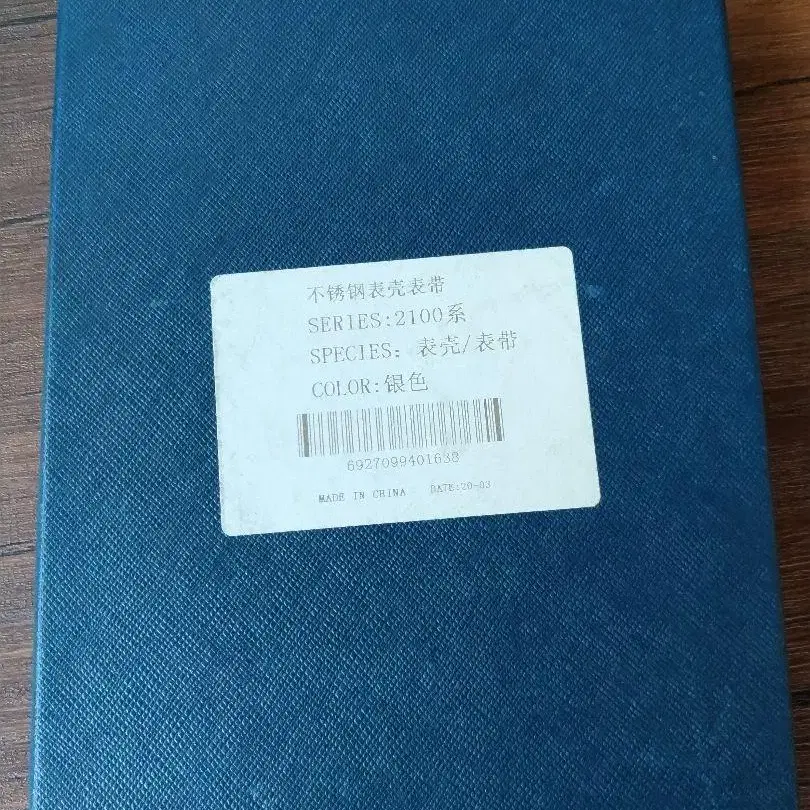 不锈钢表壳表带
SERIES:2100系
SPECIES: 表壳/表带
COLOR:银色
6927099401638
MADE IN CHINA DATE:20-03